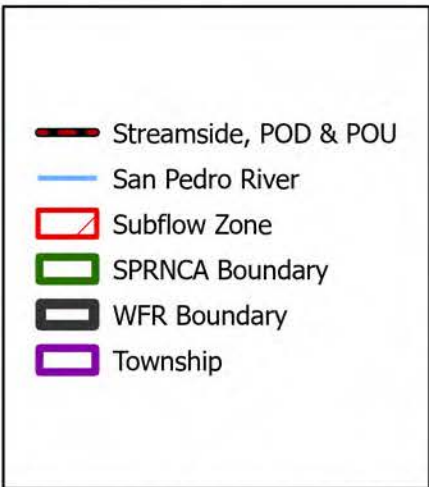 Streamside, POD & POU
San Pedro River
Subflow Zone
SPRNCA Boundary
WFR Boundary
Township